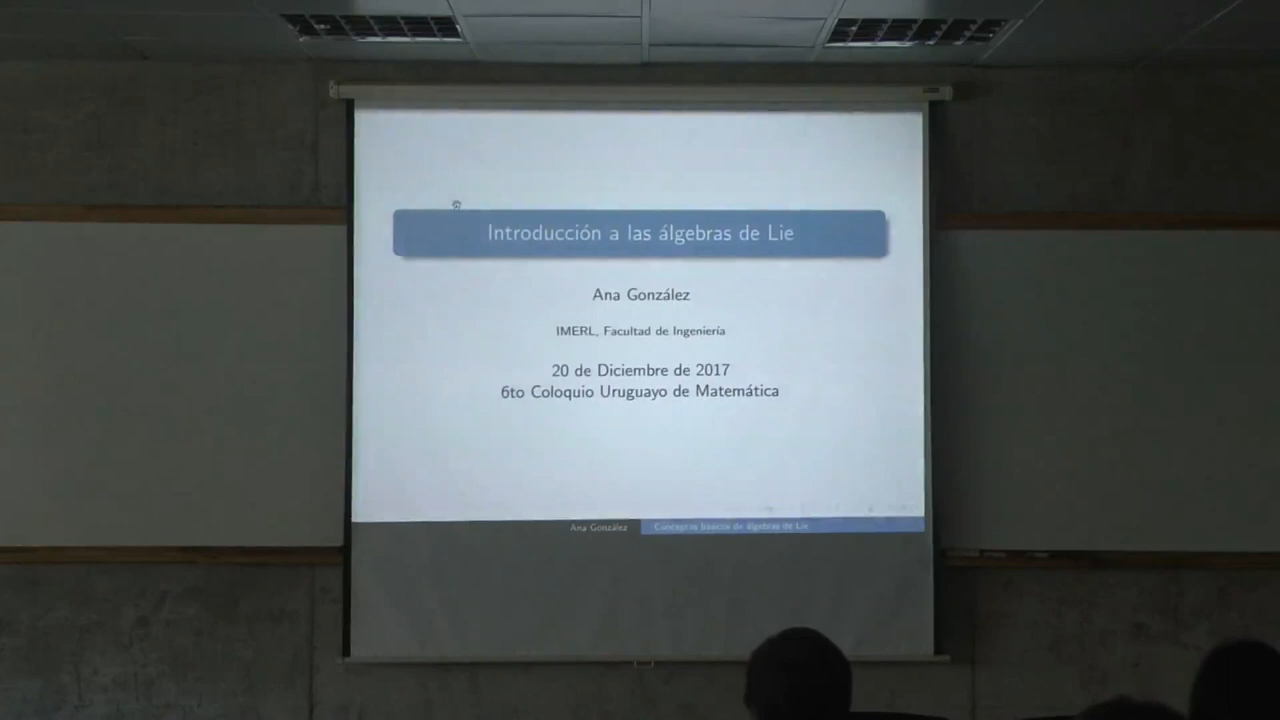 Introducción a las álgebras de Lie
Ana González
IMERL, Facultad de Ingeniería
20 de Diciembre de 2017
6to Coloquio Uruguayo de Matemática
Ana González
Conceptos básicos de álgebras de Lie